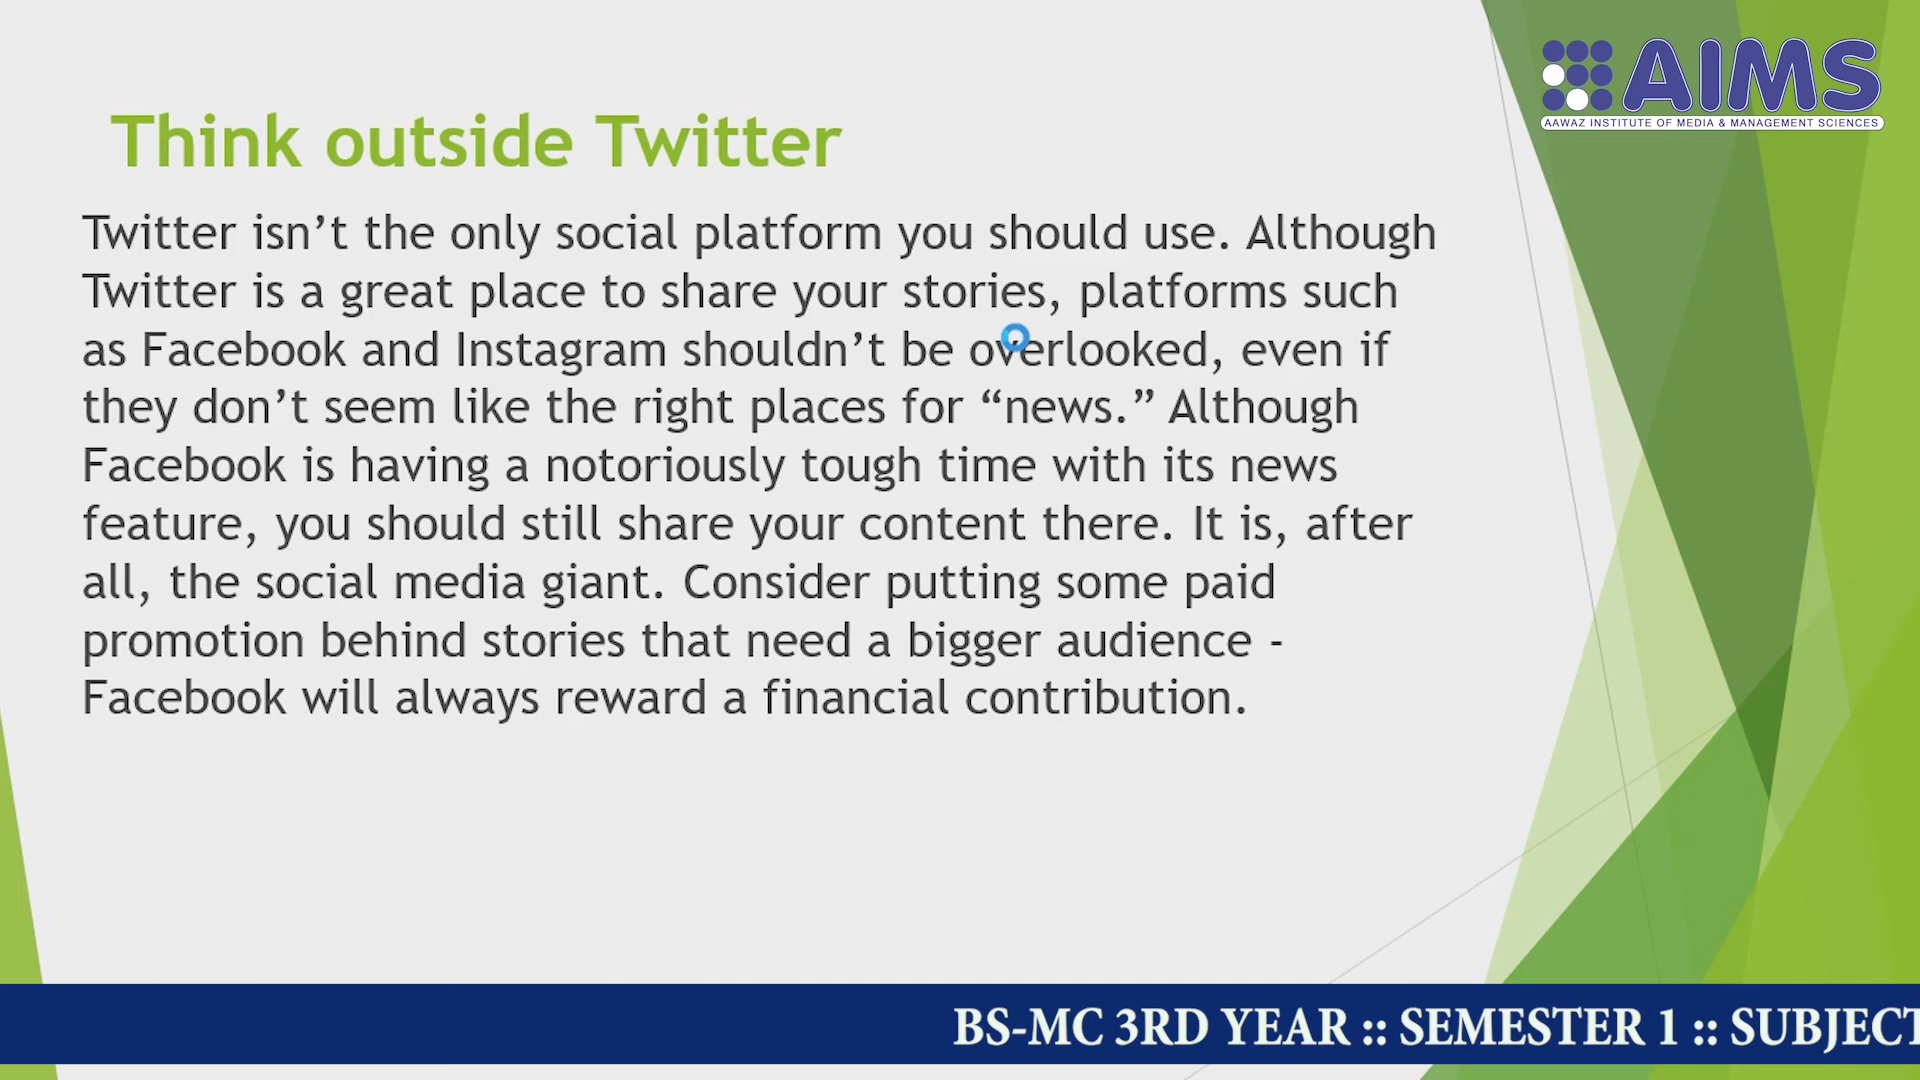 AIMS
AAWAZ INSTITUTE OF MEDIA & MANAGEMENT SCIENCES
Think outside Twitter
Twitter isn’t the only social platform you should use. Although
Twitter is a great place to share your stories, platforms such
as Facebook and Instagram shouldn’t be overlooked, even if
they don’t seem like the right places for “news.” Although
Facebook is having a notoriously tough time with its news
feature, you should still share your content there. It is, after
all, the social media giant. Consider putting some paid
promotion behind stories that need a bigger audience -
Facebook will always reward a financial contribution.
BS-MC 3RD YEAR :: SEMESTER 1 :: SUBJECT